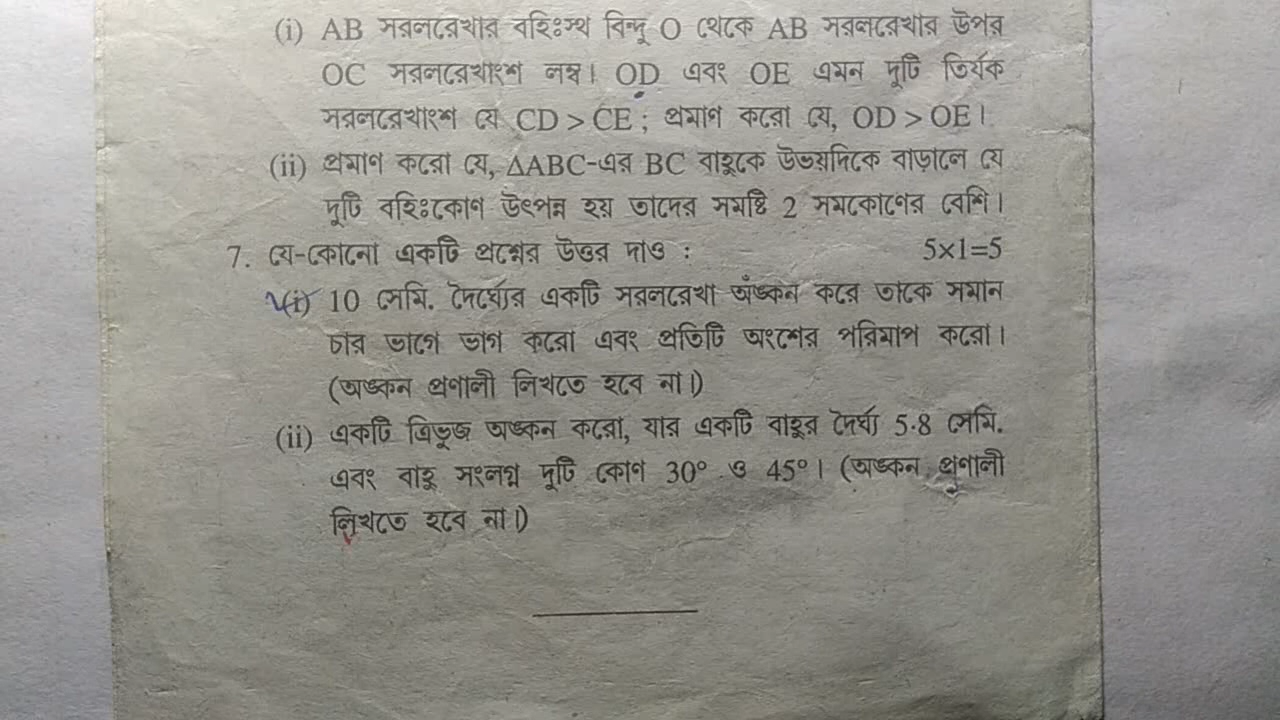 (i) AB সরলরেখার বহিঃস্থ বিন্দু O থেকে AB সরলরেখার উপর
OC সরলরেখাংশ লম্ব। OD এবং OE এমন দুটি তির্যক
সরলরেখাংশ যে CD > CE ; প্রমাণ করো যে, OD > OE।
(ii) প্রমাণ করো যে, ΔABC-এর BC বাহুকে উভয়দিকে বাড়ালে যে
দুটি বহিঃকোণ উৎপন্ন হয় তাদের সমষ্টি 2 সমকোণের বেশি।
7. যে-কোনো একটি প্রশ্নের উত্তর দাও : 5×1=5
(i) 10 সেমি. দৈর্ঘ্যের একটি সরলরেখা অঁঙ্কন করে তাকে সমান
চার ভাগে ভাগ করো এবং প্রতিটি অংশের পরিমাপ করো।
(অঙ্কন প্রণালী লিখতে হবে না।)
(ii) একটি ত্রিভুজ অঙ্কন করো, যার একটি বাহুর দৈর্ঘ্য 5·8 সেমি.
এবং বাহু সংলগ্ন দুটি কোণ 30° ও 45°। (অঙ্কন প্রণালী
লিখতে হবে না।)